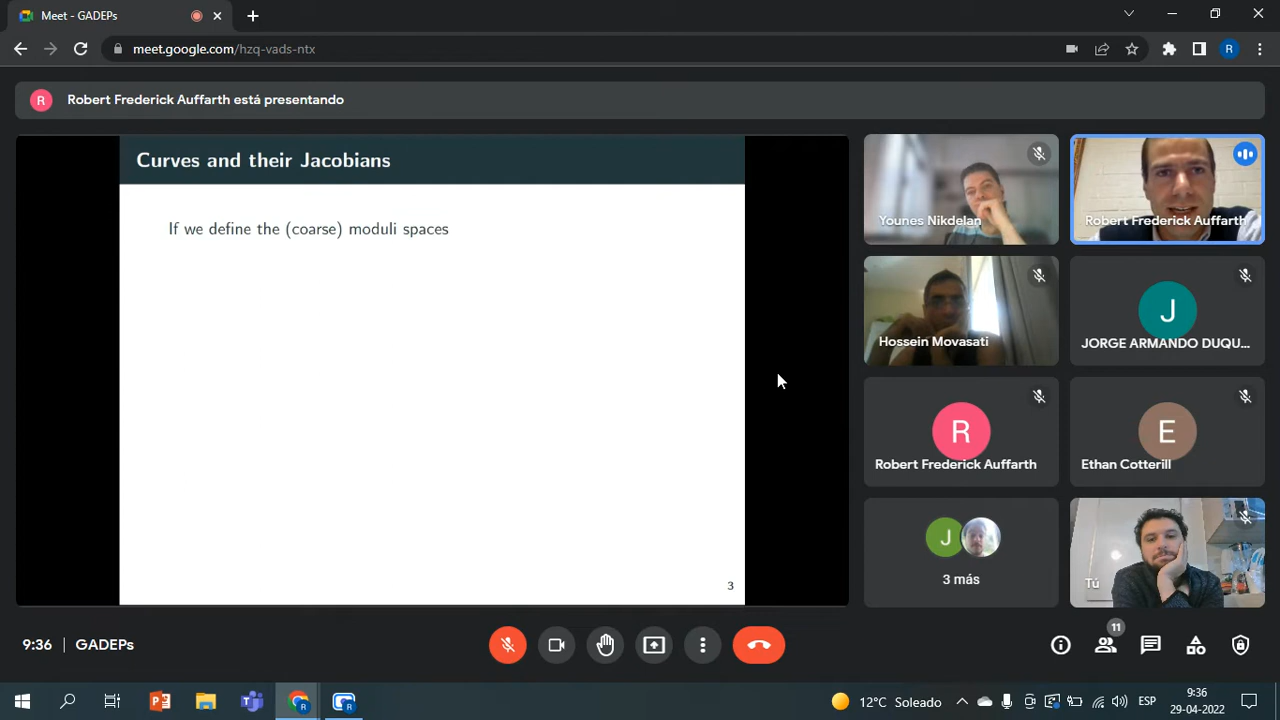 Meet - GADEPs
meet.google.com/hzq-vads-ntx
R
R
Robert Frederick Auffarth está presentando
Curves and their Jacobians
If we define the (coarse) moduli spaces
3
Younes Nikdelan
Robert Frederick Auffarth
Hossein Movasati
J
JORGE ARMANDO DUQU...
R
Robert Frederick Auffarth
E
Ethan Cotterill
J
3 más
Tú
9:36 | GADEPs
11
12°C Soleado
ESP
9:36
29-04-2022